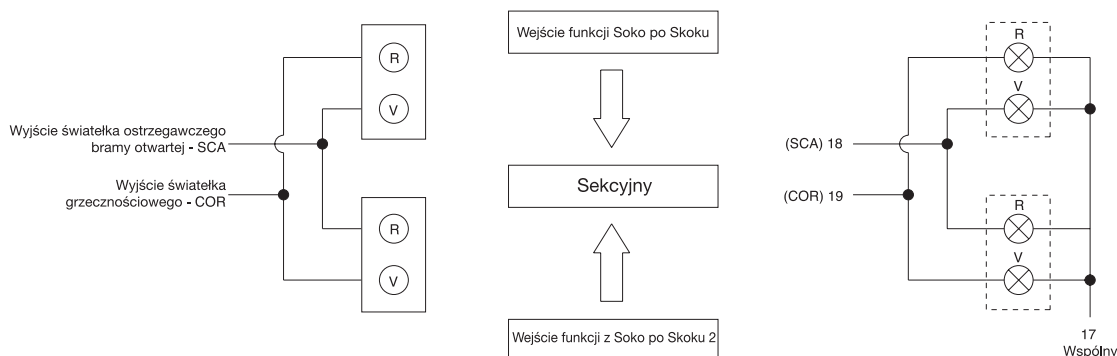 R
V
Wyjście światełka ostrzegawczego
bramy otwartej - SCA
Wyjście światełka
grzecznościowego - COR
R
V
Wejście funkcji Soko po Skoku
Sekcyjny
Wejście funkcji z Soko po Skoku 2
R
V
(SCA) 18
(COR) 19
R
V
17
Wspólny